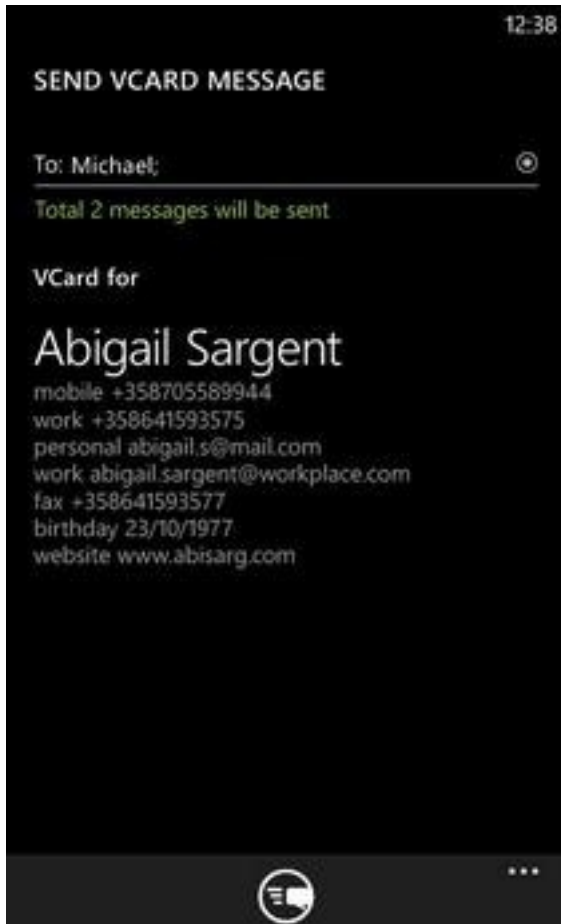 12:38
SEND VCARD MESSAGE
To: Michael;
Total 2 messages will be sent
VCard for
Abigail Sargent
mobile +358705589944
work +358641593575
personal abigail.s@mail.com
work abigail.sargent@workplace.com
fax +358641593577
birthday 23/10/1977
website www.abisarg.com